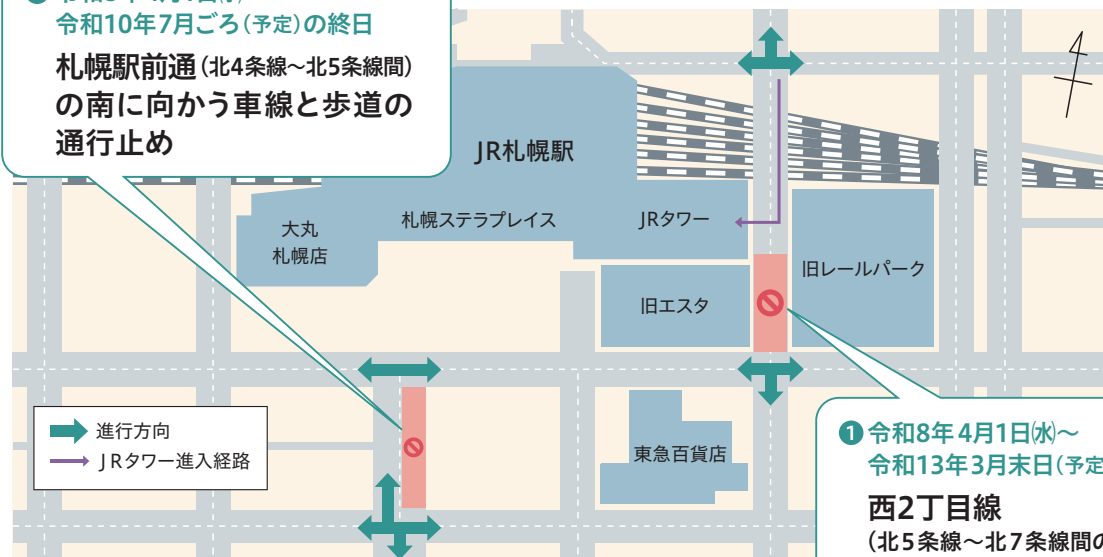 令和10年7月ごろ(予定)の終日
札幌駅前通(北4条線〜北5条線間)
の南に向かう車線と歩道の
通行止め
JR札幌駅
大丸
札幌店
札幌ステラプレイス
JRタワー
旧エスタ
旧レールパーク
進行方向
JRタワー進入経路
東急百貨店
❶令和8年4月1日㈬〜
令和13年3月末日(予定
西2丁目線
(北5条線〜北7条線間の